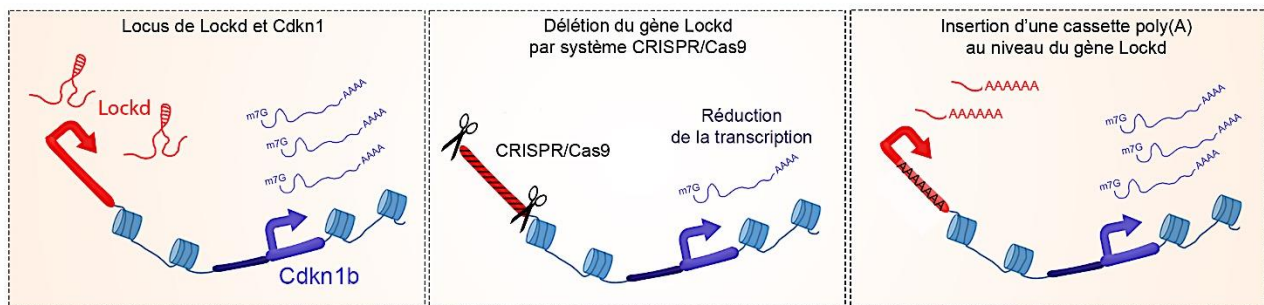 Locus de Lockd et Cdkn1
Lockd
m7G AAAA
m7G AAAA
m7G AAAA
Cdkn1b
Délétion du gène Lockd
par système CRISPR/Cas9
CRISPR/Cas9
Réduction
de la transcription
m7G AAAA
Insertion d'une cassette poly(A)
au niveau du gène Lockd
AAAAAA
AAAAAA
AAAAAAA
m7G AAAA
m7G AAAA
m7G AAAA